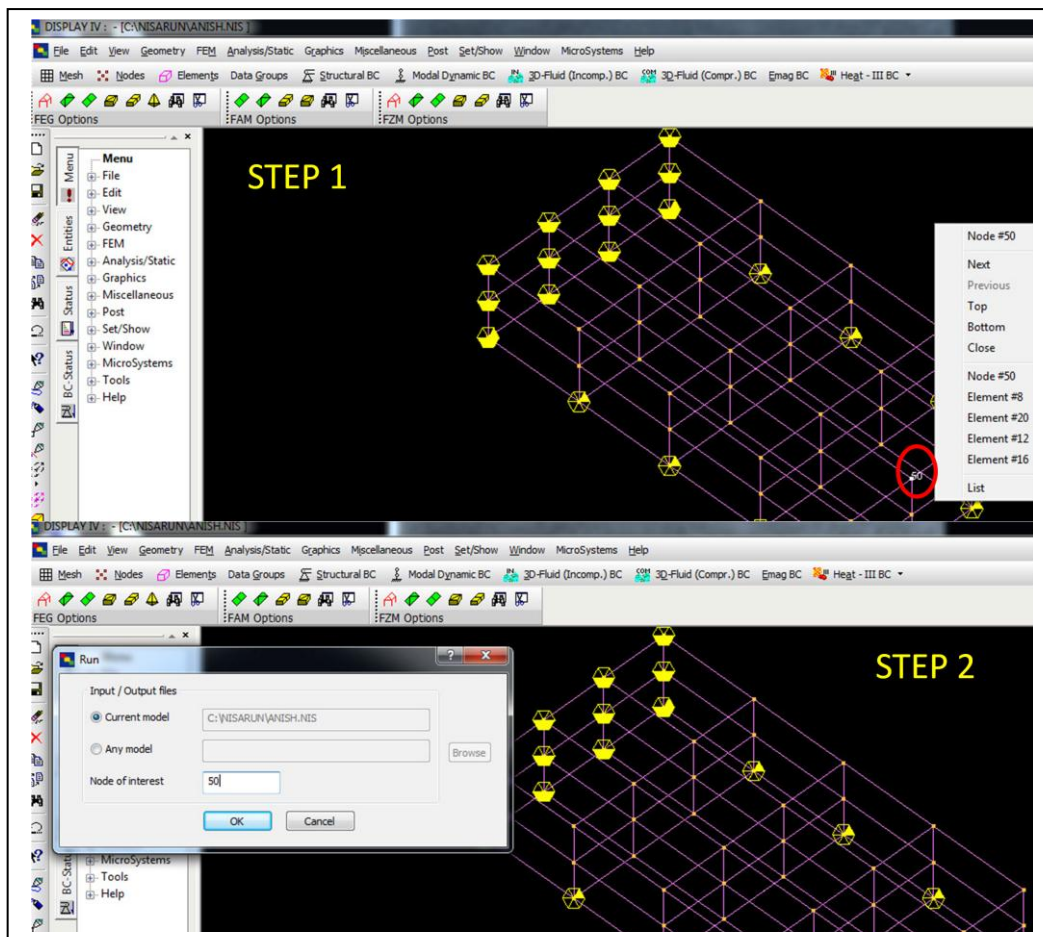 DISPLAY IV : - [C:\NISARUN\ANISH.NIS ]
File Edit View Geometry FEM Analysis/Static Graphics Miscellaneous Post Set/Show Window MicroSystems Help
Mesh Nodes Elements Data Groups Structural BC Modal Dynamic BC 3D-Fluid (Incomp.) BC 3D-Fluid (Compr.) BC Emag BC Heat - III BC
FEG Options FAM Options FZM Options
Menu
Entities
Status
BC-Status
Menu
File
Edit
View
Geometry
FEM
Analysis/Static
Graphics
Miscellaneous
Post
Set/Show
Window
MicroSystems
Tools
Help
STEP 1
50
Node #50
Next
Previous
Top
Bottom
Close
Node #50
Element #8
Element #20
Element #12
Element #16
List
DISPLAY IV : - [C:\NISARUN\ANISH.NIS ]
File Edit View Geometry FEM Analysis/Static Graphics Miscellaneous Post Set/Show Window MicroSystems Help
Mesh Nodes Elements Data Groups Structural BC Modal Dynamic BC 3D-Fluid (Incomp.) BC 3D-Fluid (Compr.) BC Emag BC Heat - III BC
FEG Options FAM Options FZM Options
STEP 2
Run
Input / Output files
Current model C:\NISARUN\ANISH.NIS
Any model Browse
Node of interest 50
OK Cancel
MicroSystems
Tools
Help